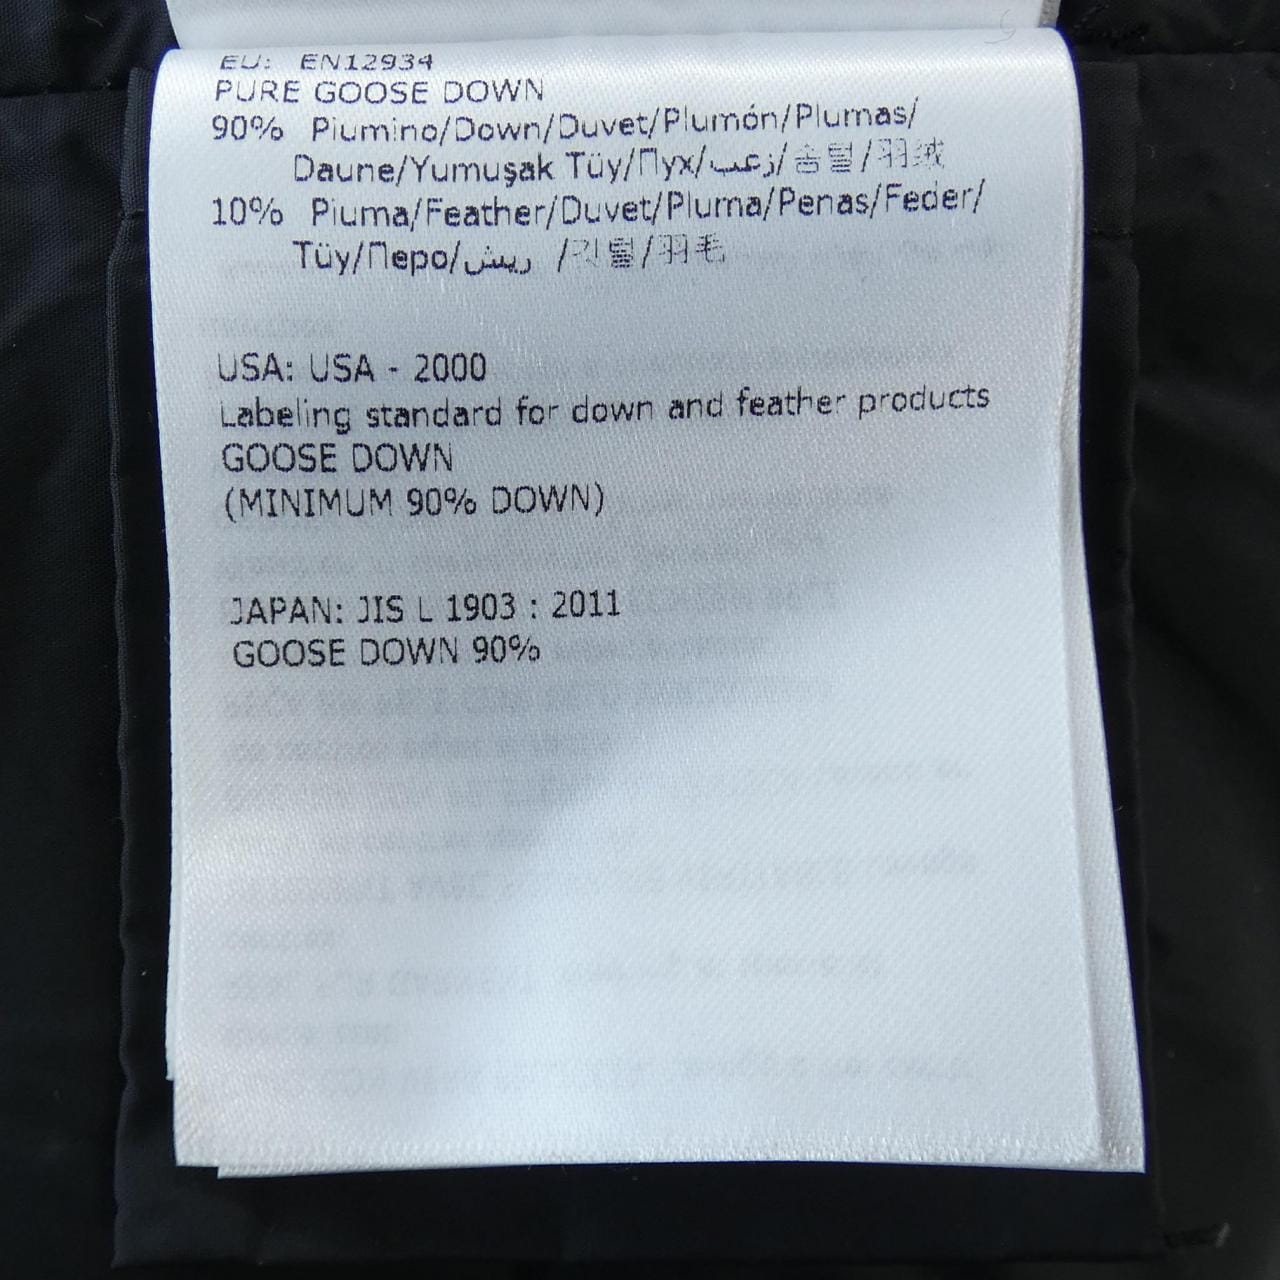 EU: EN12934
PURE GOOSE DOWN
90% Piumino/Down/Duvet/Plumón/Plumas/
Daune/Yumuşak Tüy/Пух/زغب/솜털/羽绒
10% Piuma/Feather/Duvet/Pluma/Penas/Feder/
Tüy/Перо/ريش /깃털/羽毛
USA: USA - 2000
Labeling standard for down and feather products
GOOSE DOWN
(MINIMUM 90% DOWN)
JAPAN: JIS L 1903 : 2011
GOOSE DOWN 90%